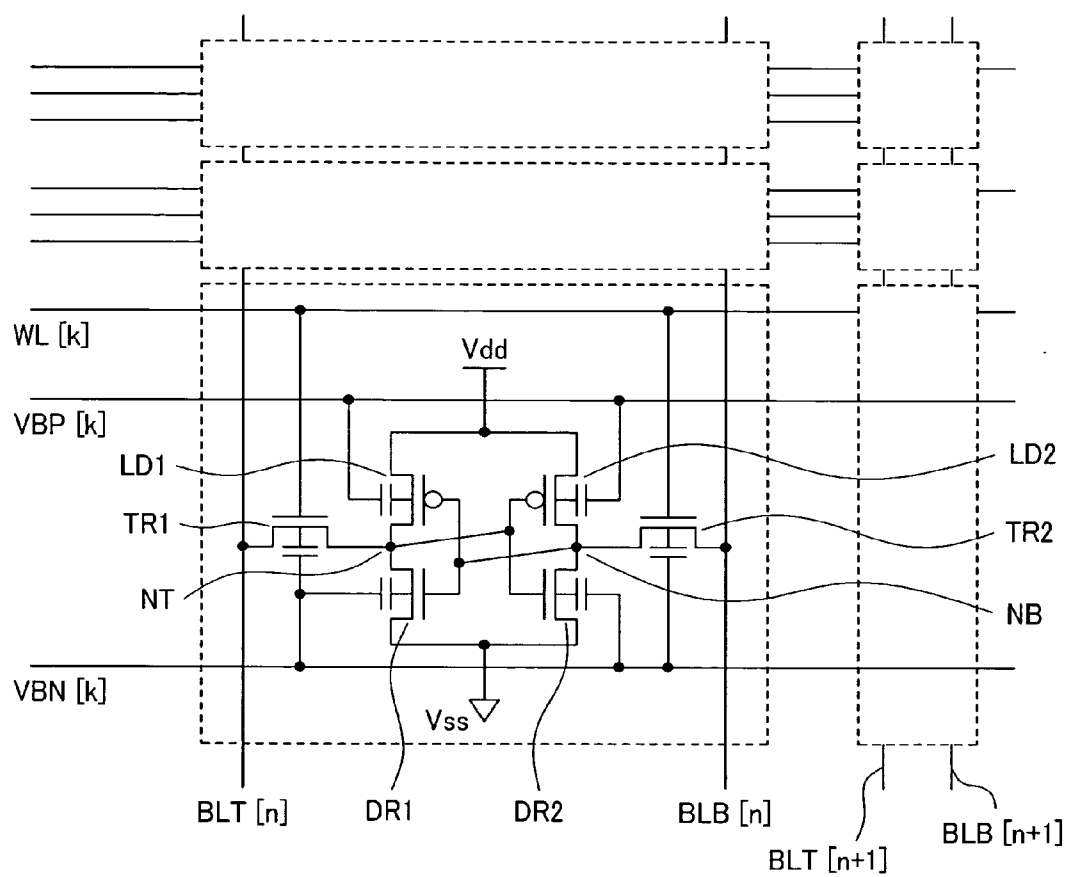 WL [k]
Vdd
VBP [k]
LD1
LD2
TR1
TR2
NT
NB
VBN [k]
Vss
BLT [n]
DR1
DR2
BLB [n]
BLT [n+1]
BLB [n+1]